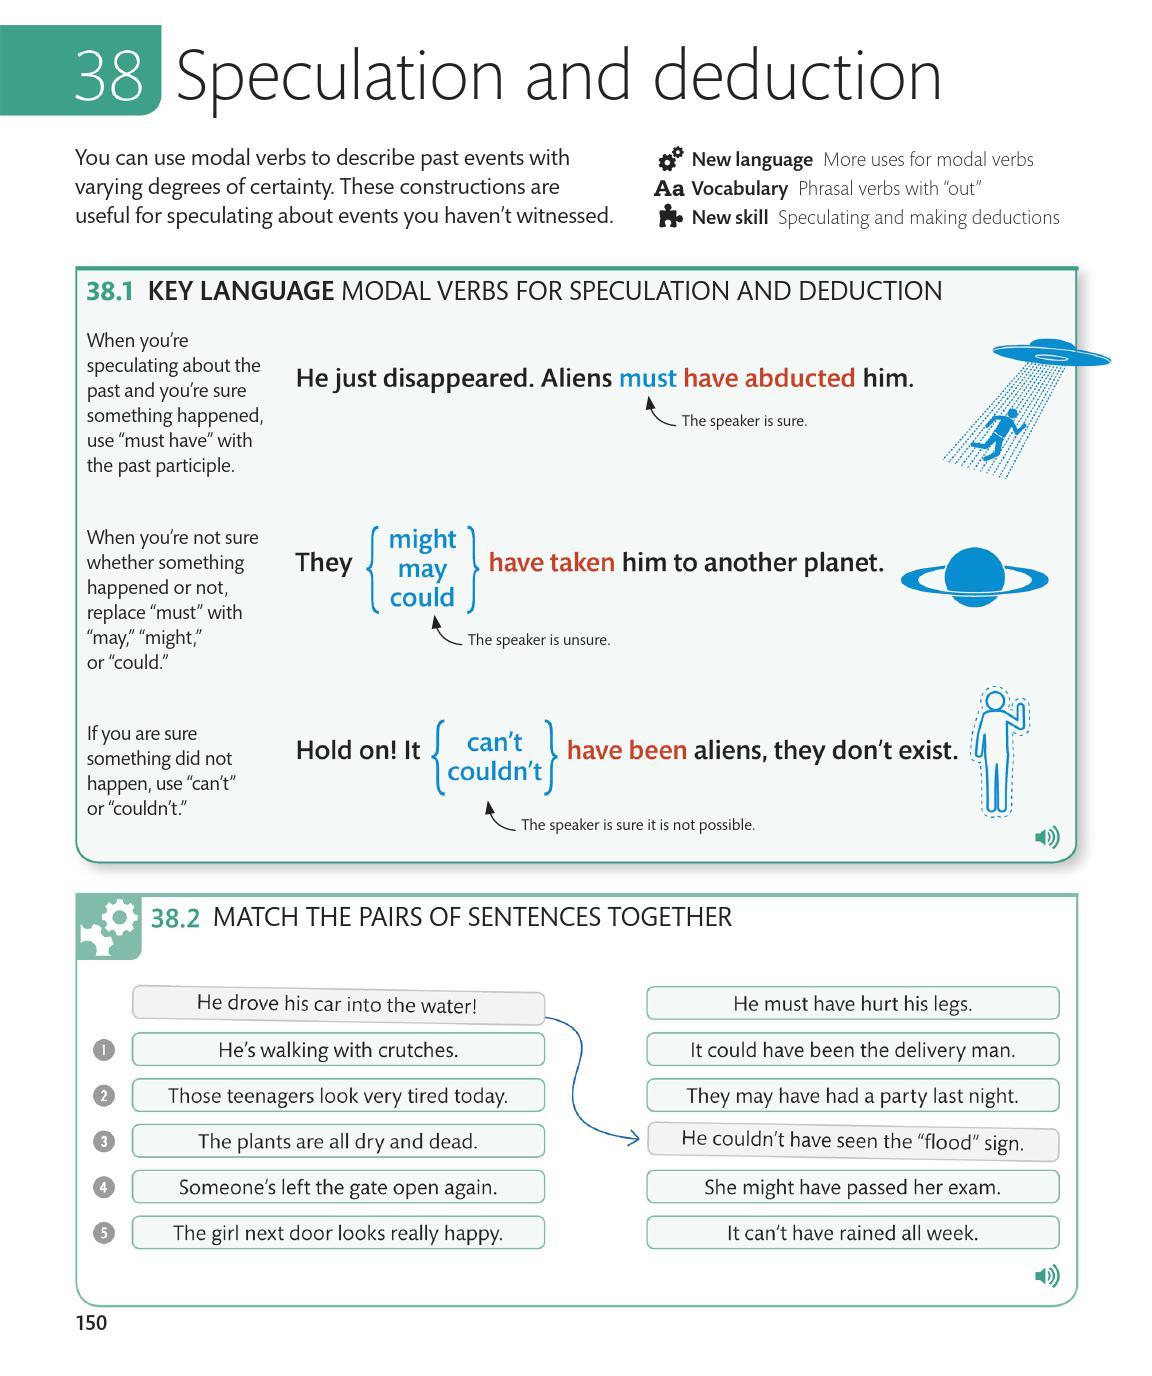 38 Speculation and deduction
You can use modal verbs to describe past events with
varying degrees of certainty. These constructions are
useful for speculating about events you haven't witnessed.
New language More uses for modal verbs
Aa Vocabulary Phrasal verbs with "out"
New skill Speculating and making deductions
38.1 KEY LANGUAGE MODAL VERBS FOR SPECULATION AND DEDUCTION
When you're
speculating about the
past and you're sure
something happened,
use "must have" with
the past participle.
He just disappeared. Aliens must have abducted him.
The speaker is sure.
When you're not sure
whether something
happened or not,
replace "must" with
"may," "might,"
or "could."
They might may could have taken him to another planet.
The speaker is unsure.
If you are sure
something did not
happen, use "can't"
or "couldn't."
Hold on! It can't couldn't have been aliens, they don't exist.
The speaker is sure it is not possible.
38.2 MATCH THE PAIRS OF SENTENCES TOGETHER
He drove his car into the water!
He must have hurt his legs.
1 He's walking with crutches.
It could have been the delivery man.
2 Those teenagers look very tired today.
They may have had a party last night.
3 The plants are all dry and dead.
He couldn't have seen the "flood" sign.
4 Someone's left the gate open again.
She might have passed her exam.
5 The girl next door looks really happy.
It can't have rained all week.
150